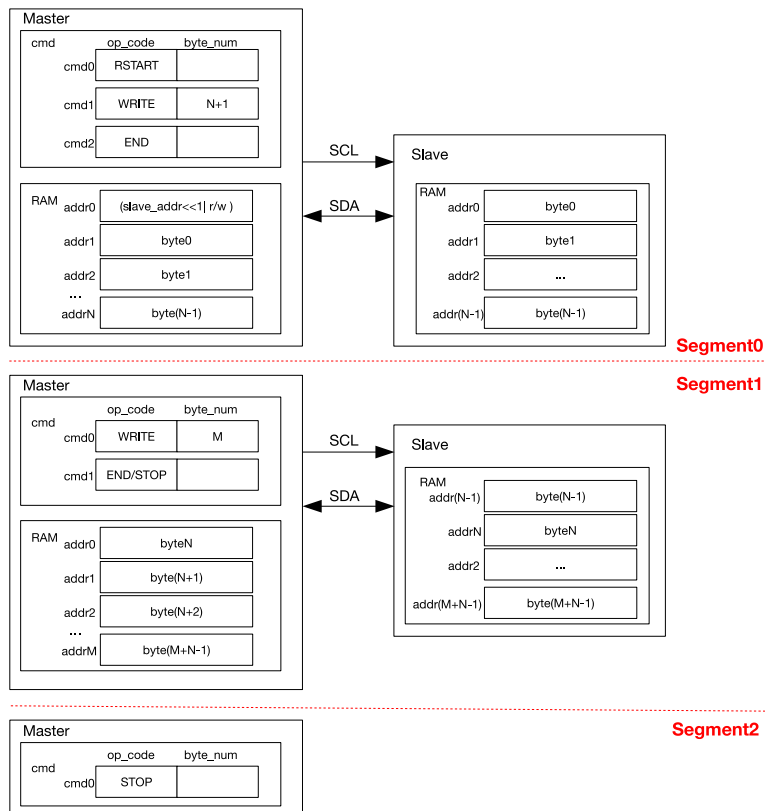 Master
cmd op_code byte_num
cmd0 RSTART
cmd1 WRITE N+1
cmd2 END
RAM addr0 (slave_addr<<1| r/w )
addr1 byte0
addr2 byte1
...
addrN byte(N-1)
SCL
SDA
Slave
RAM
addr0 byte0
addr1 byte1
addr2 ...
addr(N-1) byte(N-1)
Segment0
Segment1
Master
op_code byte_num
cmd
cmd0 WRITE M
cmd1 END/STOP
RAM addr0 byteN
addr1 byte(N+1)
addr2 byte(N+2)
...
addrM byte(M+N-1)
SCL
SDA
Slave
RAM
addr(N-1) byte(N-1)
addrN byteN
addr2 ...
addr(M+N-1) byte(M+N-1)
Segment2
Master
op_code byte_num
cmd
cmd0 STOP